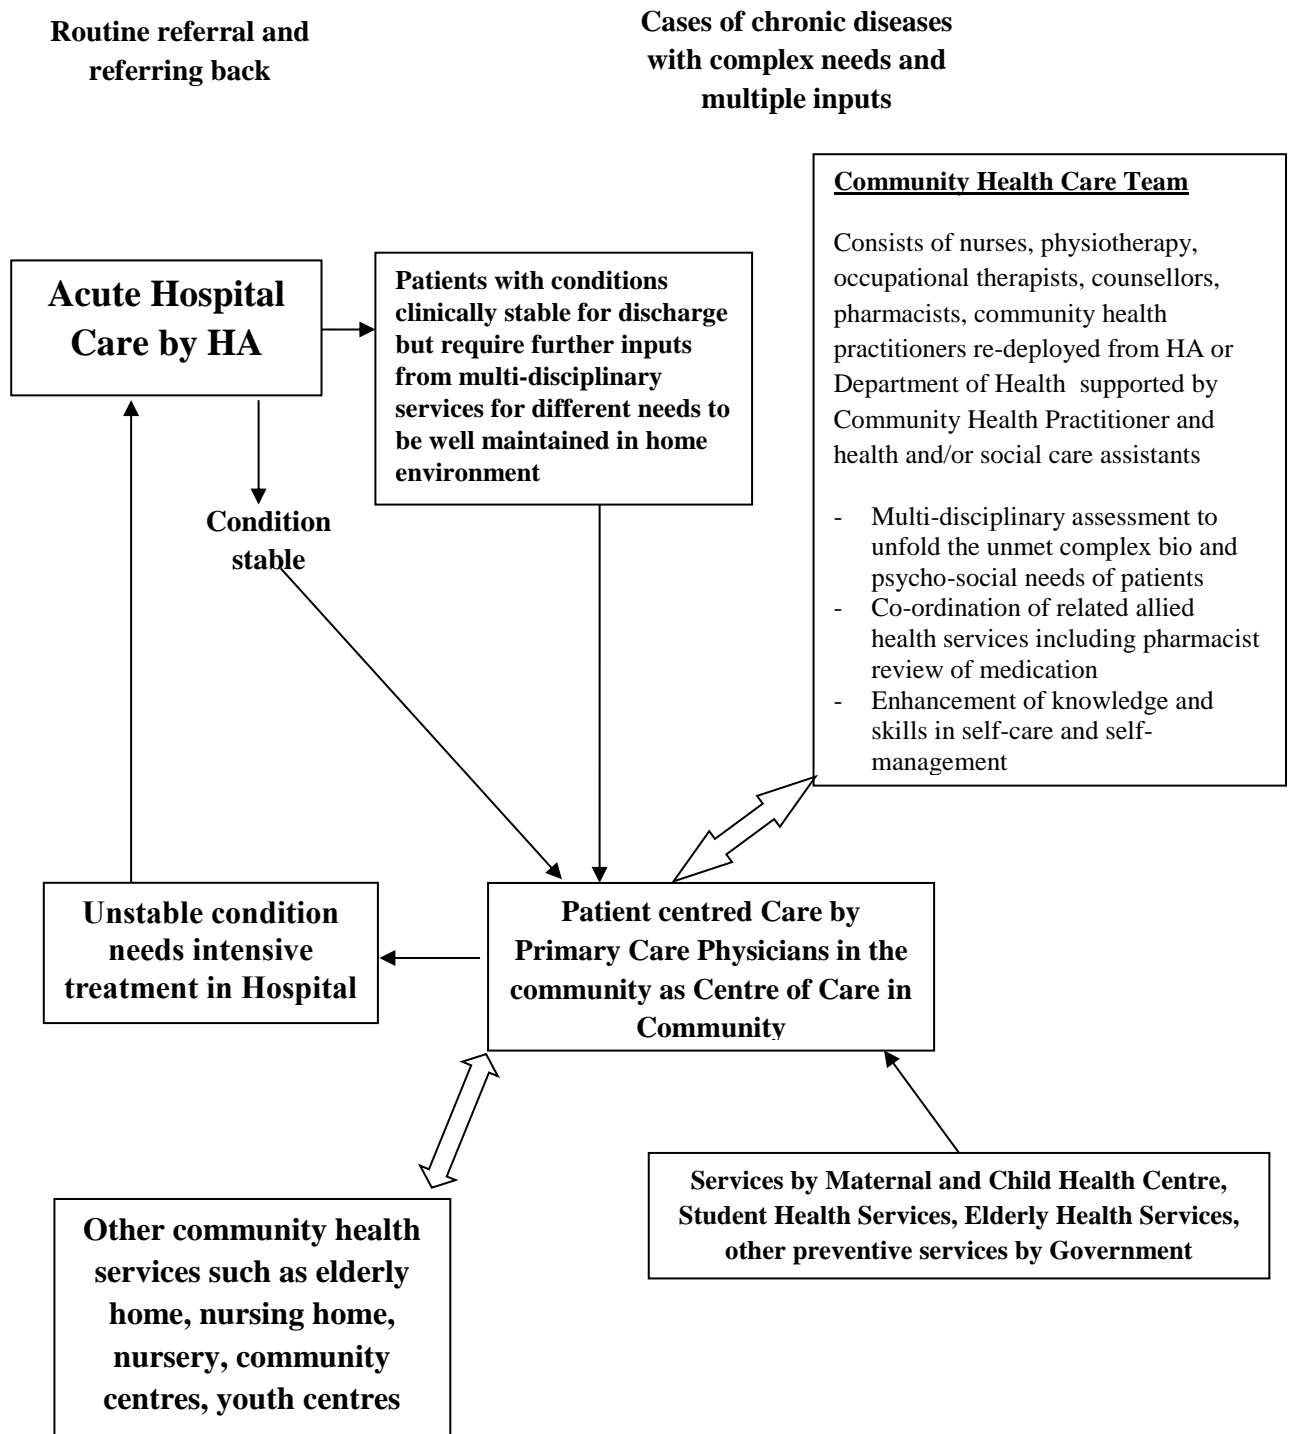 Routine referral and
referring back
Cases of chronic diseases
with complex needs and
multiple inputs
Community Health Care Team
Consists of nurses, physiotherapy,
occupational therapists, counsellors,
pharmacists, community health
practitioners re-deployed from HA or
Department of Health  supported by
Community Health Practitioner and
health and/or social care assistants
- Multi-disciplinary assessment to
unfold the unmet complex bio and
psycho-social needs of patients
- Co-ordination of related allied
health services including pharmacist
review of medication
- Enhancement of knowledge and
skills in self-care and self-
management
Acute Hospital
Care by HA
Patients with conditions
clinically stable for discharge
but require further inputs
from multi-disciplinary
services for different needs to
be well maintained in home
environment
Condition
stable
Unstable condition
needs intensive
treatment in Hospital
Patient centred Care by
Primary Care Physicians in the
community as Centre of Care in
Community
Services by Maternal and Child Health Centre,
Student Health Services, Elderly Health Services,
other preventive services by Government
Other community health
services such as elderly
home, nursing home,
nursery, community
centres, youth centres